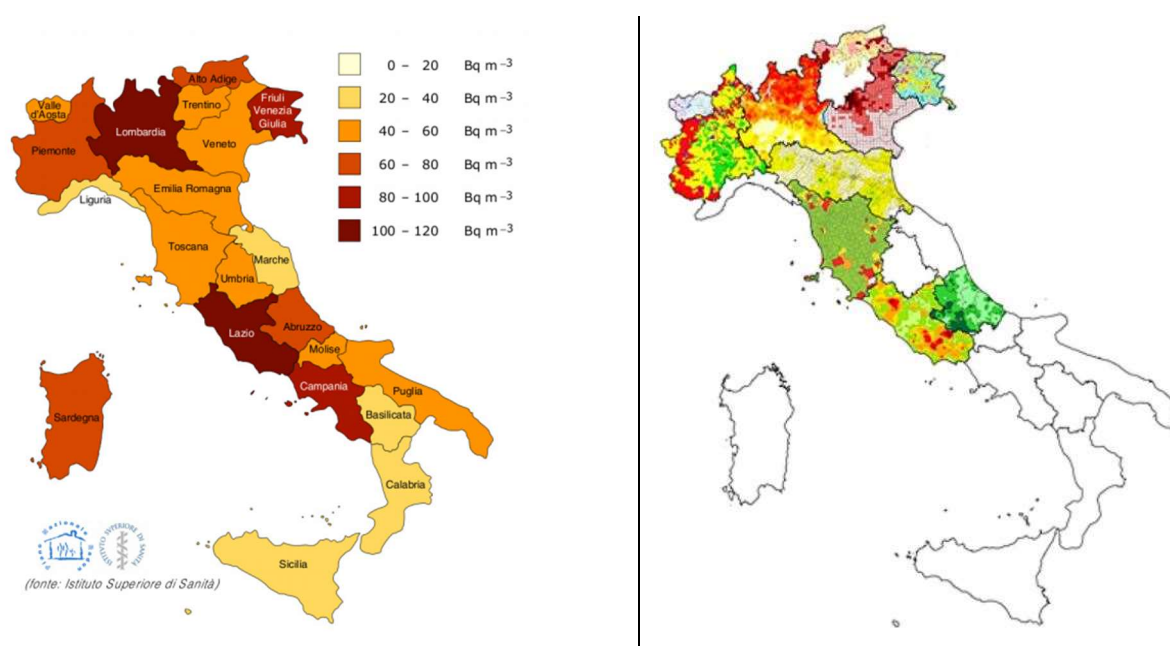 0 – 20 Bq m⁻³
20 – 40 Bq m⁻³
40 – 60 Bq m⁻³
60 – 80 Bq m⁻³
80 – 100 Bq m⁻³
100 – 120 Bq m⁻³
Alto Adige
Valle
d'Aosta
Trentino
Friuli
Venezia
Giulia
Lombardia
Veneto
Piemonte
Emilia Romagna
Liguria
Toscana
Marche
Umbria
Lazio
Abruzzo
Molise
Campania
Puglia
Basilicata
Sardegna
Calabria
Sicilia
ISTITUTO SUPERIORE DI SANITÀ
(fonte: Istituto Superiore di Sanità)